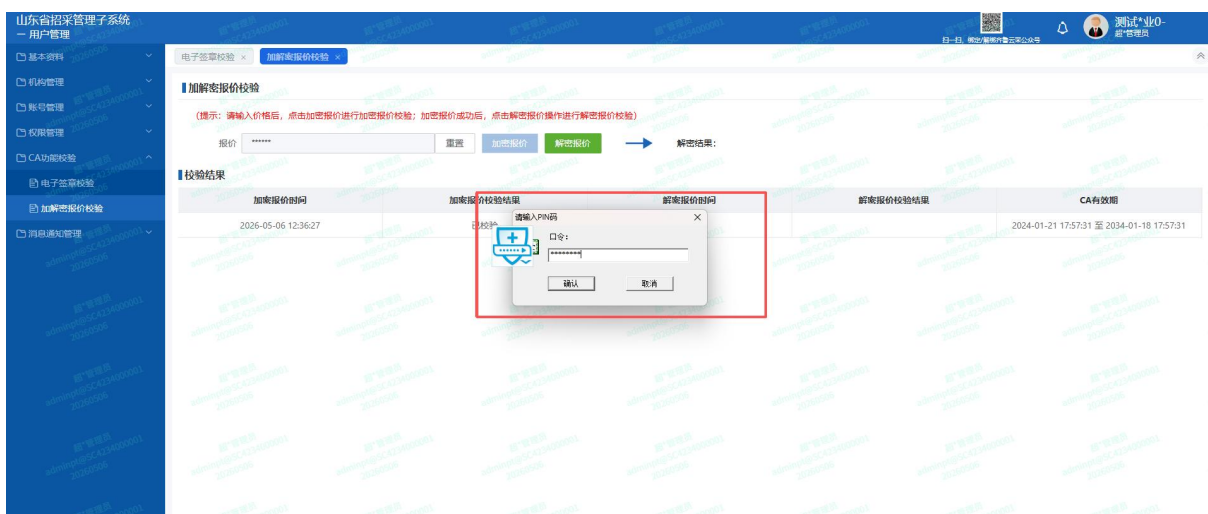 山东省招采管理子系统
— 用户管理
扫一扫，绑定/解绑齐鲁云采公众号
测试*业0-
超*管理员
基本资料
机构管理
账号管理
权限管理
CA功能校验
电子签章校验
加解密报价校验
消息通知管理
电子签章校验 ×
加解密报价校验 ×
加解密报价校验
(提示：请输入价格后，点击加密报价进行加密报价校验；加密报价成功后，点击解密报价操作进行解密报价校验)
报价 ****** 重置 加密报价 解密报价 解密结果：
校验结果
加密报价时间 加密报价校验结果 解密报价时间 解密报价校验结果 CA有效期
2026-05-06 12:36:27 已校验 2024-01-21 17:57:31 至 2034-01-18 17:57:31
请输入PIN码 ×
口令：
********
确认 取消